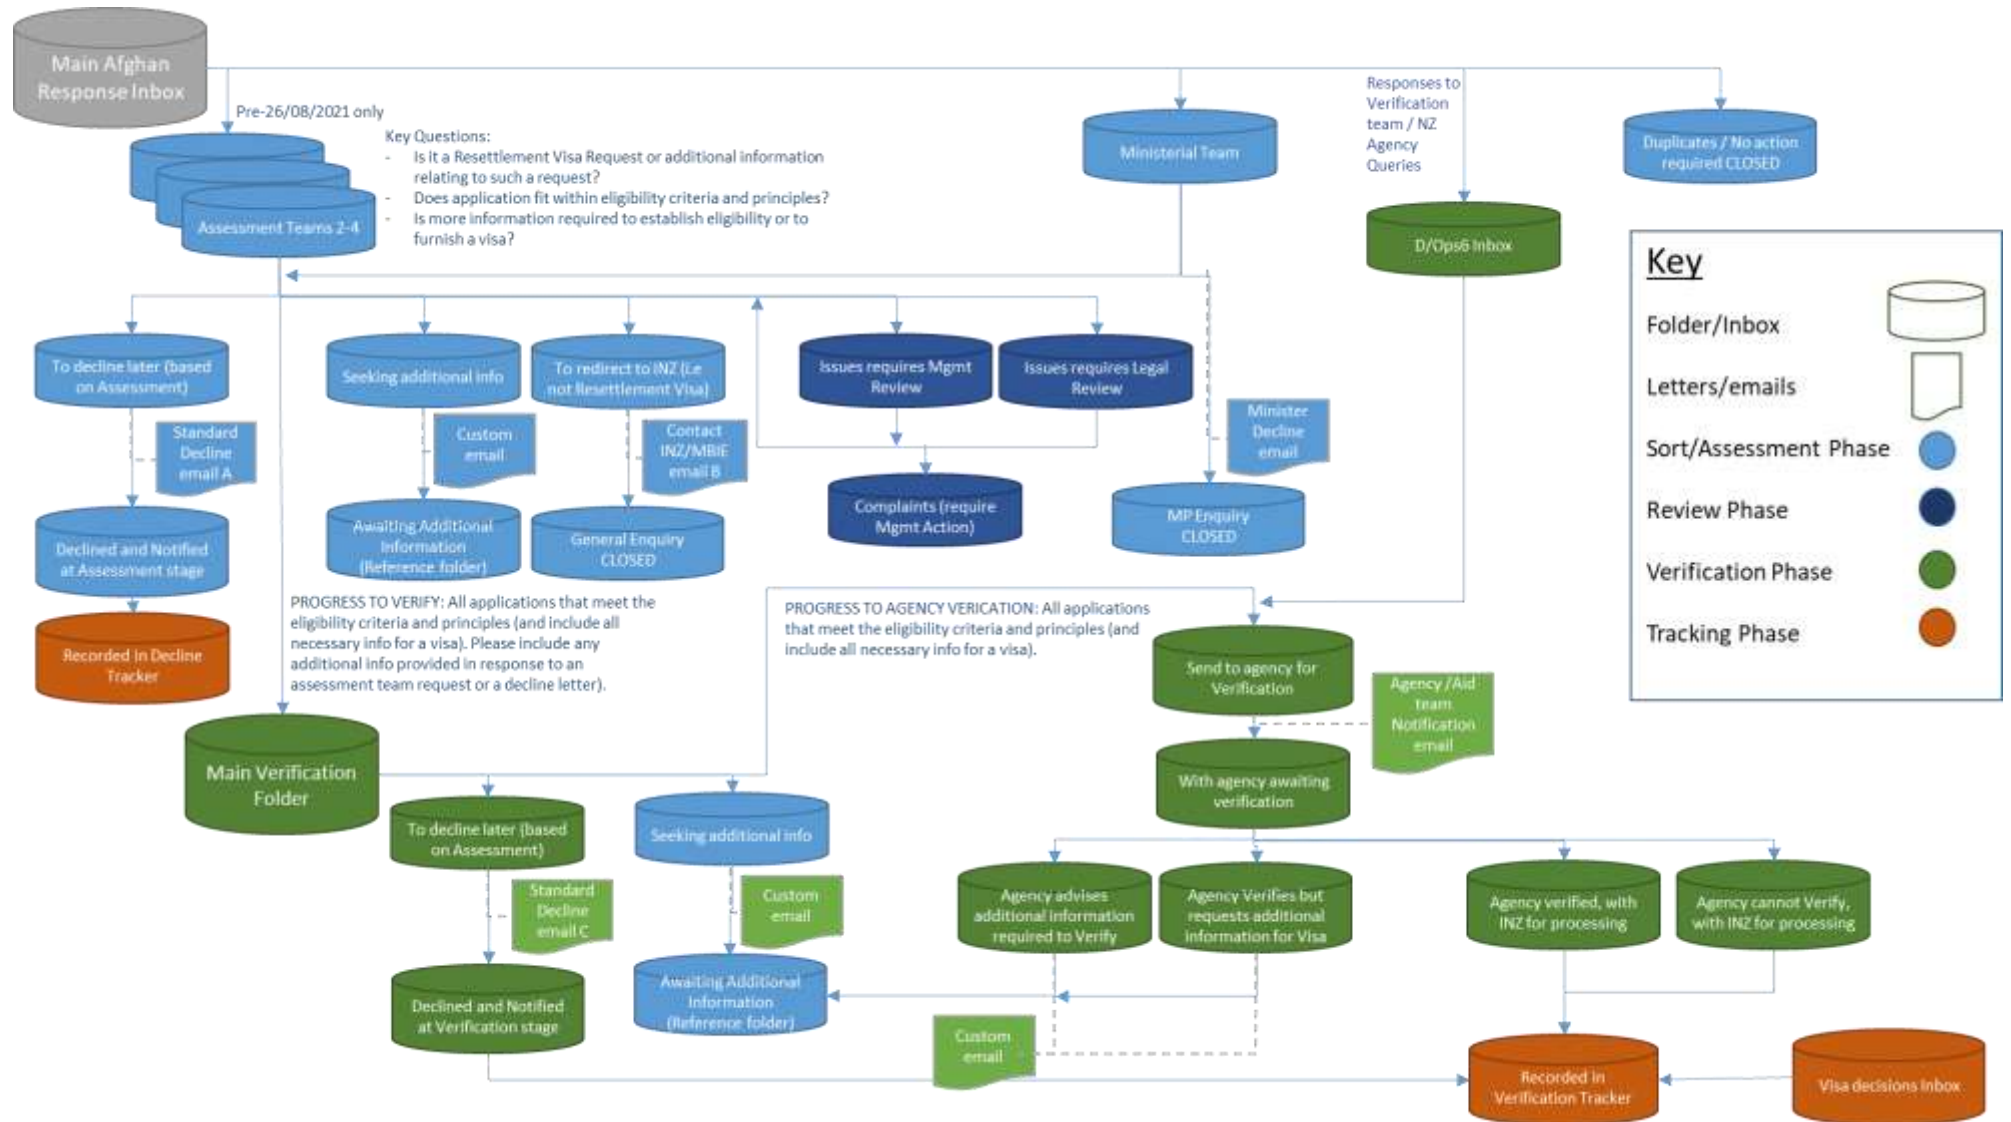 Main Afghan
Response Inbox
Pre-26/08/2021 only
Key Questions:
- Is it a Resettlement Visa Request or additional information
relating to such a request?
- Does application fit within eligibility criteria and principles?
- Is more information required to establish eligibility or to
furnish a visa?
Assessment Teams 2-4
Ministerial Team
Responses to
Verification
team / NZ
Agency
Queries
Duplicates / No action
required CLOSED
D/Ops6 Inbox
Key
Folder/Inbox
Letters/emails
Sort/Assessment Phase
Review Phase
Verification Phase
Tracking Phase
To decline later (based
on Assessment)
Seeking additional info
To redirect to INZ (i.e
not Resettlement Visa)
Issues requires Mgmt
Review
Issues requires Legal
Review
Standard
Decline
email A
Custom
email
Contact
INZ/MBIE
email B
Minister
Decline
email
Declined and Notified
at Assessment stage
Awaiting Additional
Information
(Reference folder)
General Enquiry
CLOSED
Complaints (require
Mgmt Action)
MP Enquiry
CLOSED
Recorded in Decline
Tracker
PROGRESS TO VERIFY: All applications that meet the
eligibility criteria and principles (and include all
necessary info for a visa). Please include any
additional info provided in response to an
assessment team request or a decline letter).
PROGRESS TO AGENCY VERICATION: All applications
that meet the eligibility criteria and principles (and
include all necessary info for a visa).
Send to agency for
Verification
Agency /Aid
team
Notification
email
Main Verification
Folder
With agency awaiting
verification
To decline later (based
on Assessment)
Seeking additional info
Standard
Decline
email C
Custom
email
Agency advises
additional information
required to Verify
Agency Verifies but
requests additional
information for Visa
Agency verified, with
INZ for processing
Agency cannot Verify,
with INZ for processing
Declined and Notified
at Verification stage
Awaiting Additional
Information
(Reference folder)
Custom
email
Recorded in
Verification Tracker
Visa decisions Inbox